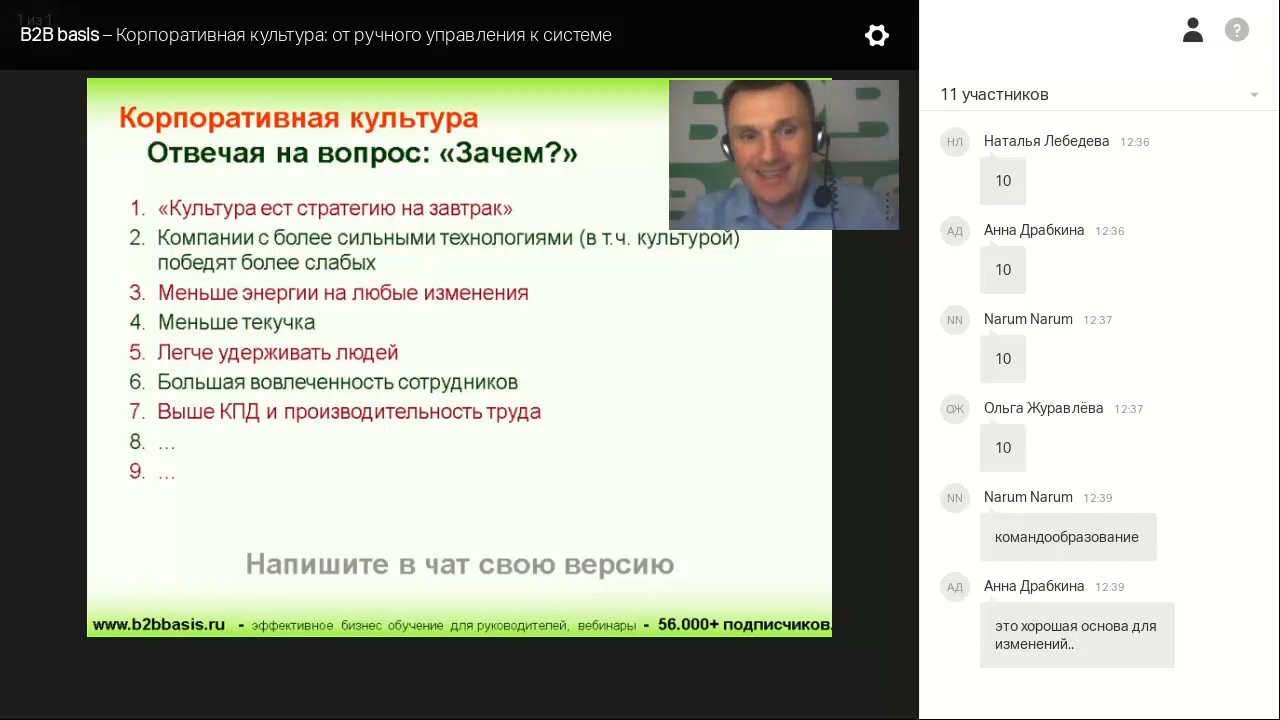 1 из 1
B2B basis – Корпоративная культура: от ручного управления к системе
Корпоративная культура
Отвечая на вопрос: «Зачем?»
1. «Культура ест стратегию на завтрак»
2. Компании с более сильными технологиями (в т.ч. культурой)
победят более слабых
3. Меньше энергии на любые изменения
4. Меньше текучка
5. Легче удерживать людей
6. Большая вовлеченность сотрудников
7. Выше КПД и производительность труда
8. ...
9. ...
Напишите в чат свою версию
www.b2bbasis.ru - эффективное бизнес обучение для руководителей, вебинары - 56.000+ подписчиков.
?
11 участников
НЛ Наталья Лебедева 12:36
10
АД Анна Драбкина 12:36
10
NN Narum Narum 12:37
10
ОЖ Ольга Журавлёва 12:37
10
NN Narum Narum 12:39
командообразование
АД Анна Драбкина 12:39
это хорошая основа для
изменений..